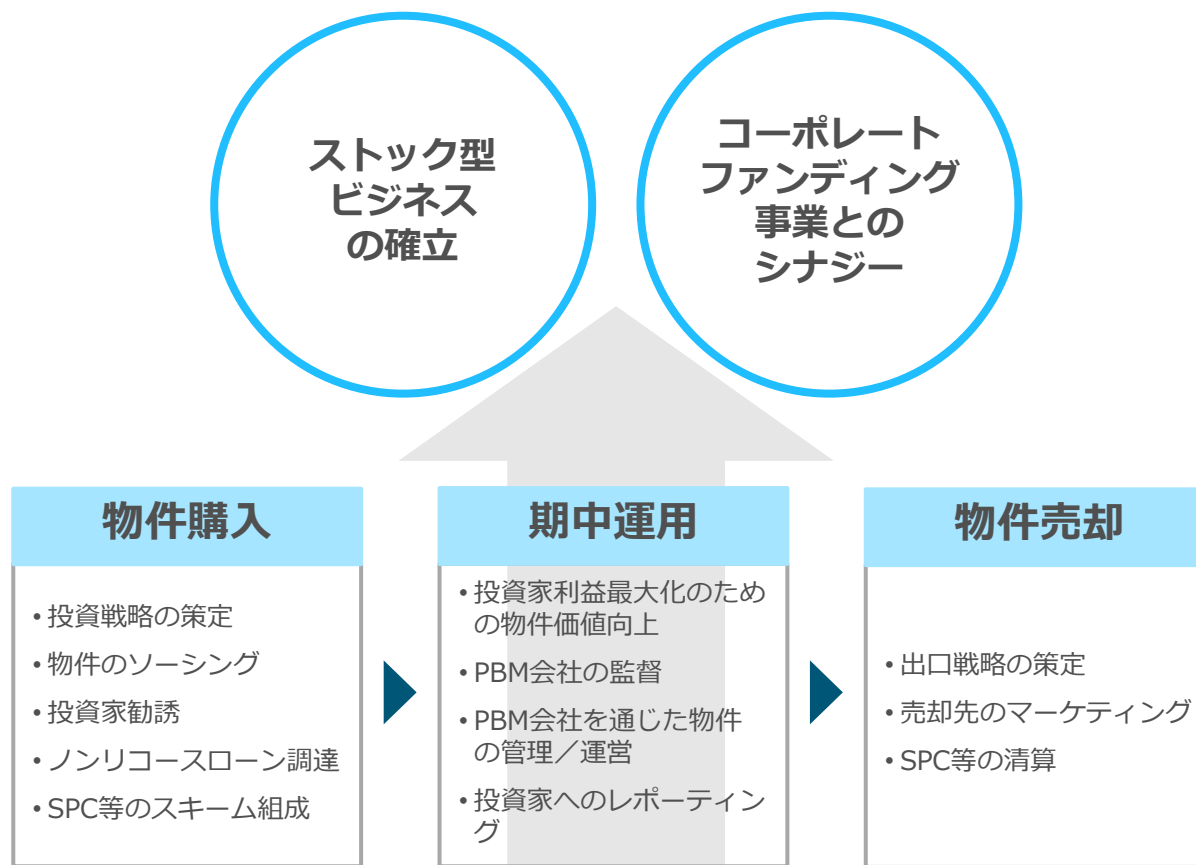 ストック型
ビジネス
の確立
コーポレート
ファンディング
事業との
シナジー
物件購入
・投資戦略の策定
・物件のソーシング
・投資家勧誘
・ノンリコースローン調達
・SPC等のスキーム組成
期中運用
・投資家利益最大化のため
の物件価値向上
・PBM会社の監督
・PBM会社を通じた物件
の管理／運営
・投資家へのレポーティン
グ
物件売却
・出口戦略の策定
・売却先のマーケティング
・SPC等の清算